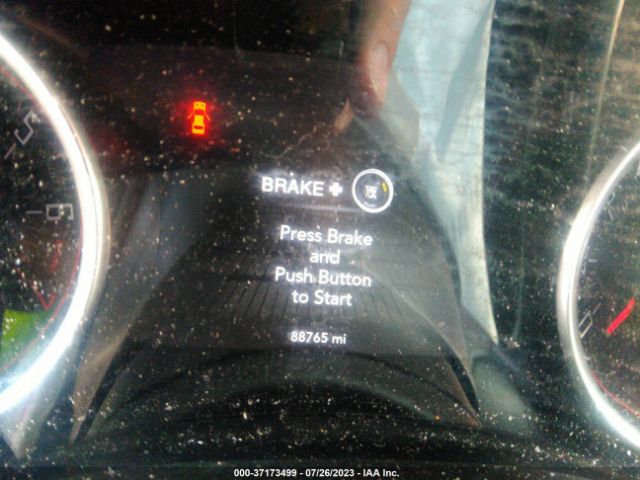 BRAKE +
Press Brake
and
Push Button
to Start
88765 mi
000-37173499 - 07/26/2023 - IAA Inc.